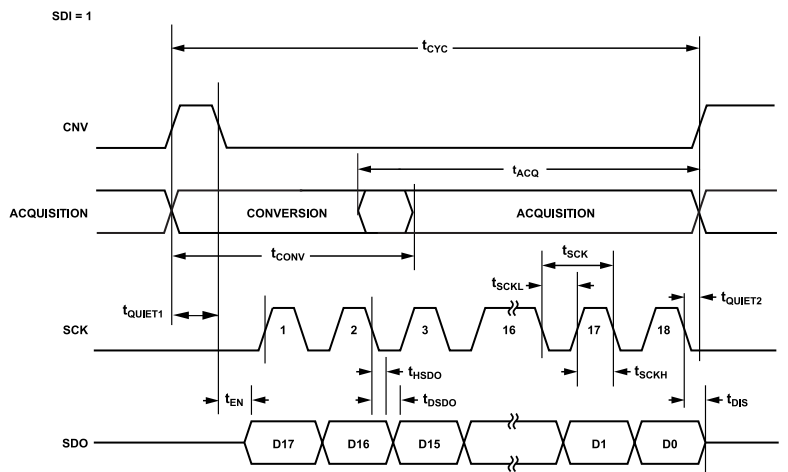 SDI = 1
tCYC
CNV
tACQ
ACQUISITION CONVERSION ACQUISITION
tCONV
tSCK
tSCKL
tQUIET1
tQUIET2
SCK 1 2 3 16 17 18
tHSDO
tSCKH
tEN
tDSDO
tDIS
SDO D17 D16 D15 D1 D0